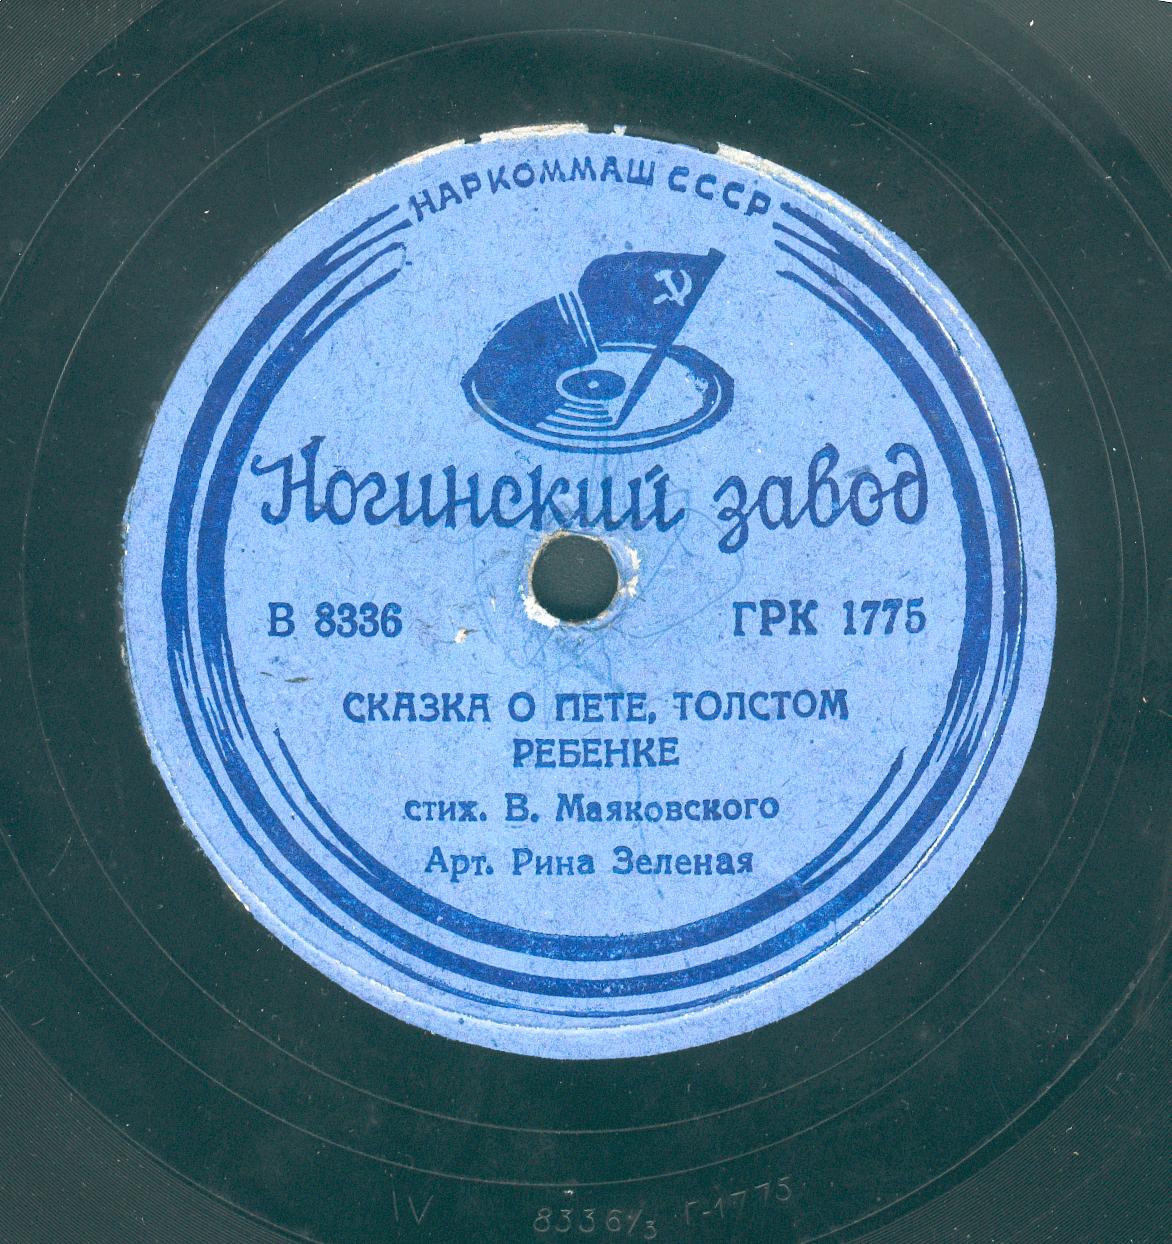 НАРКОММАШ СССР
Ногинский завод
В 8336 ГРК 1775
СКАЗКА О ПЕТЕ, ТОЛСТОМ
РЕБЕНКЕ
стих. В. Маяковского
Арт. Рина Зеленая
IV 8336/3 Г-1775